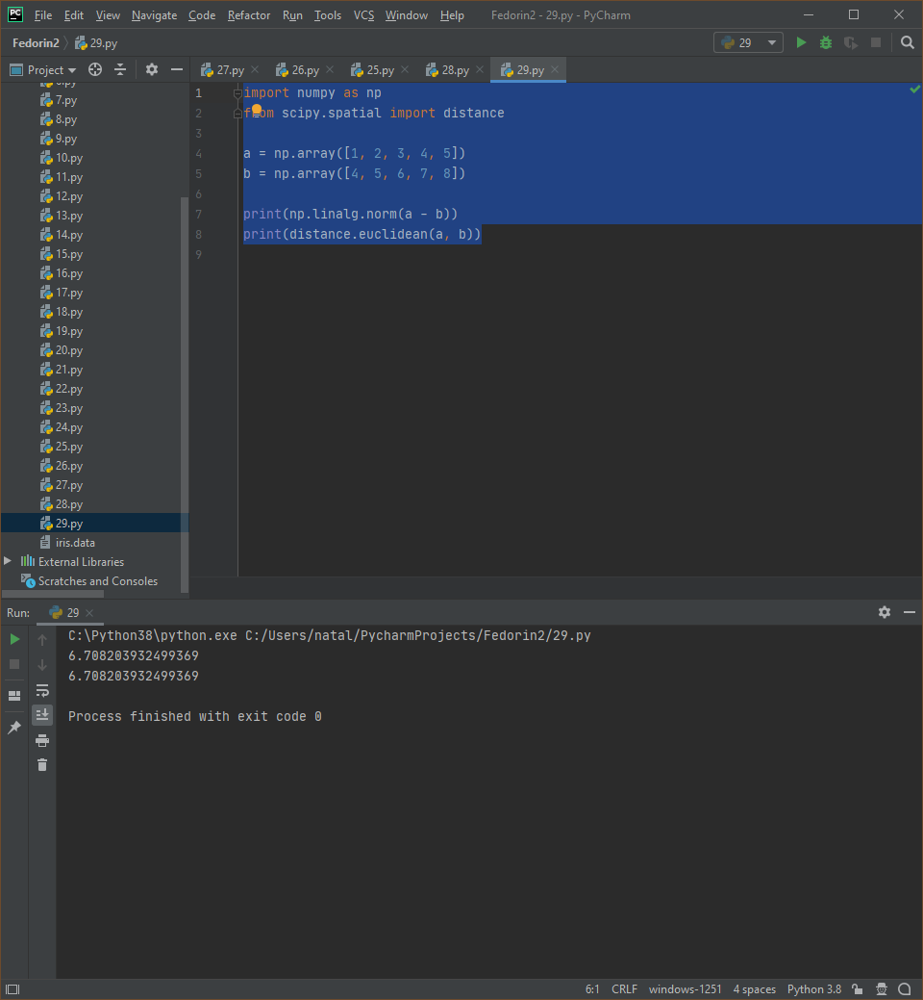 PC File Edit View Navigate Code Refactor Run Tools VCS Window Help Fedorin2 - 29.py - PyCharm
Fedorin2 29.py 29
Project 27.py 26.py 25.py 28.py 29.py
7.py
8.py
9.py
10.py
11.py
12.py
13.py
14.py
15.py
16.py
17.py
18.py
19.py
20.py
21.py
22.py
23.py
24.py
25.py
26.py
27.py
28.py
29.py
iris.data
External Libraries
Scratches and Consoles
1 import numpy as np
2 from scipy.spatial import distance
3
4 a = np.array([1, 2, 3, 4, 5])
5 b = np.array([4, 5, 6, 7, 8])
6
7 print(np.linalg.norm(a - b))
8 print(distance.euclidean(a, b))
9
Run: 29
C:\Python38\python.exe C:/Users/natal/PycharmProjects/Fedorin2/29.py
6.708203932499369
6.708203932499369
Process finished with exit code 0
6:1 CRLF windows-1251 4 spaces Python 3.8